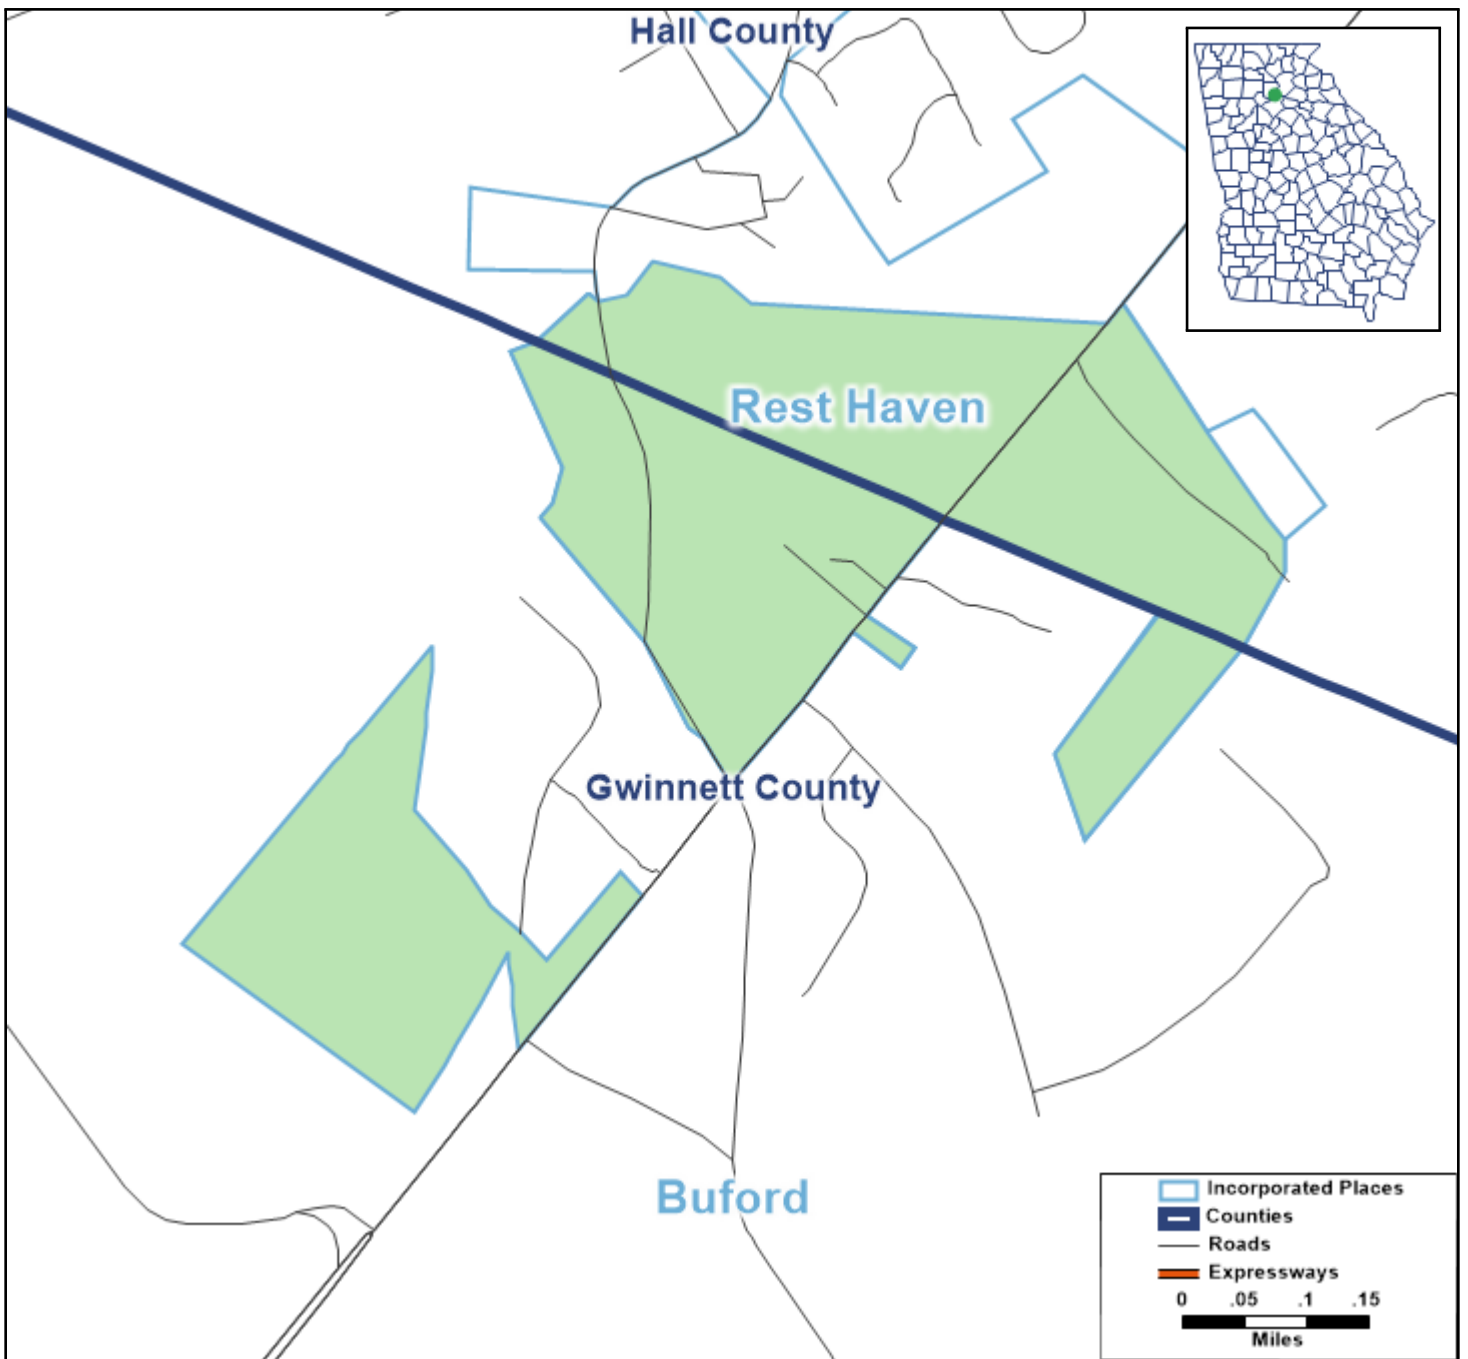 Hall County
Rest Haven
Gwinnett County
Buford
Incorporated Places
Counties
Roads
Expressways
0 .05 .1 .15
Miles